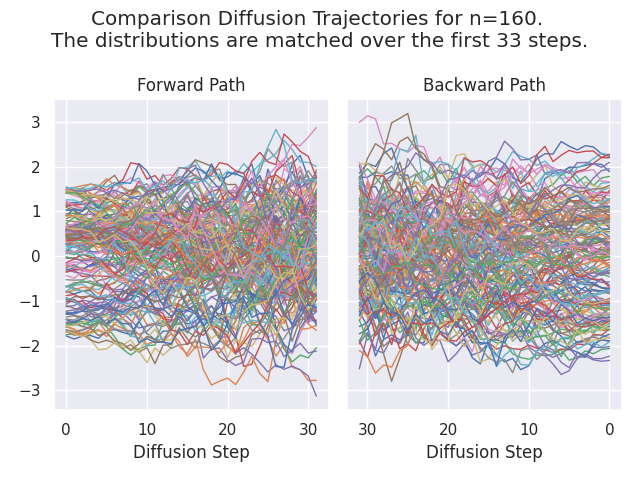 Comparison Diffusion Trajectories for n=160.
The distributions are matched over the first 33 steps.
Forward Path
Backward Path
3
2
1
0
−1
−2
−3
0 10 20 30
30 20 10 0
Diffusion Step
Diffusion Step